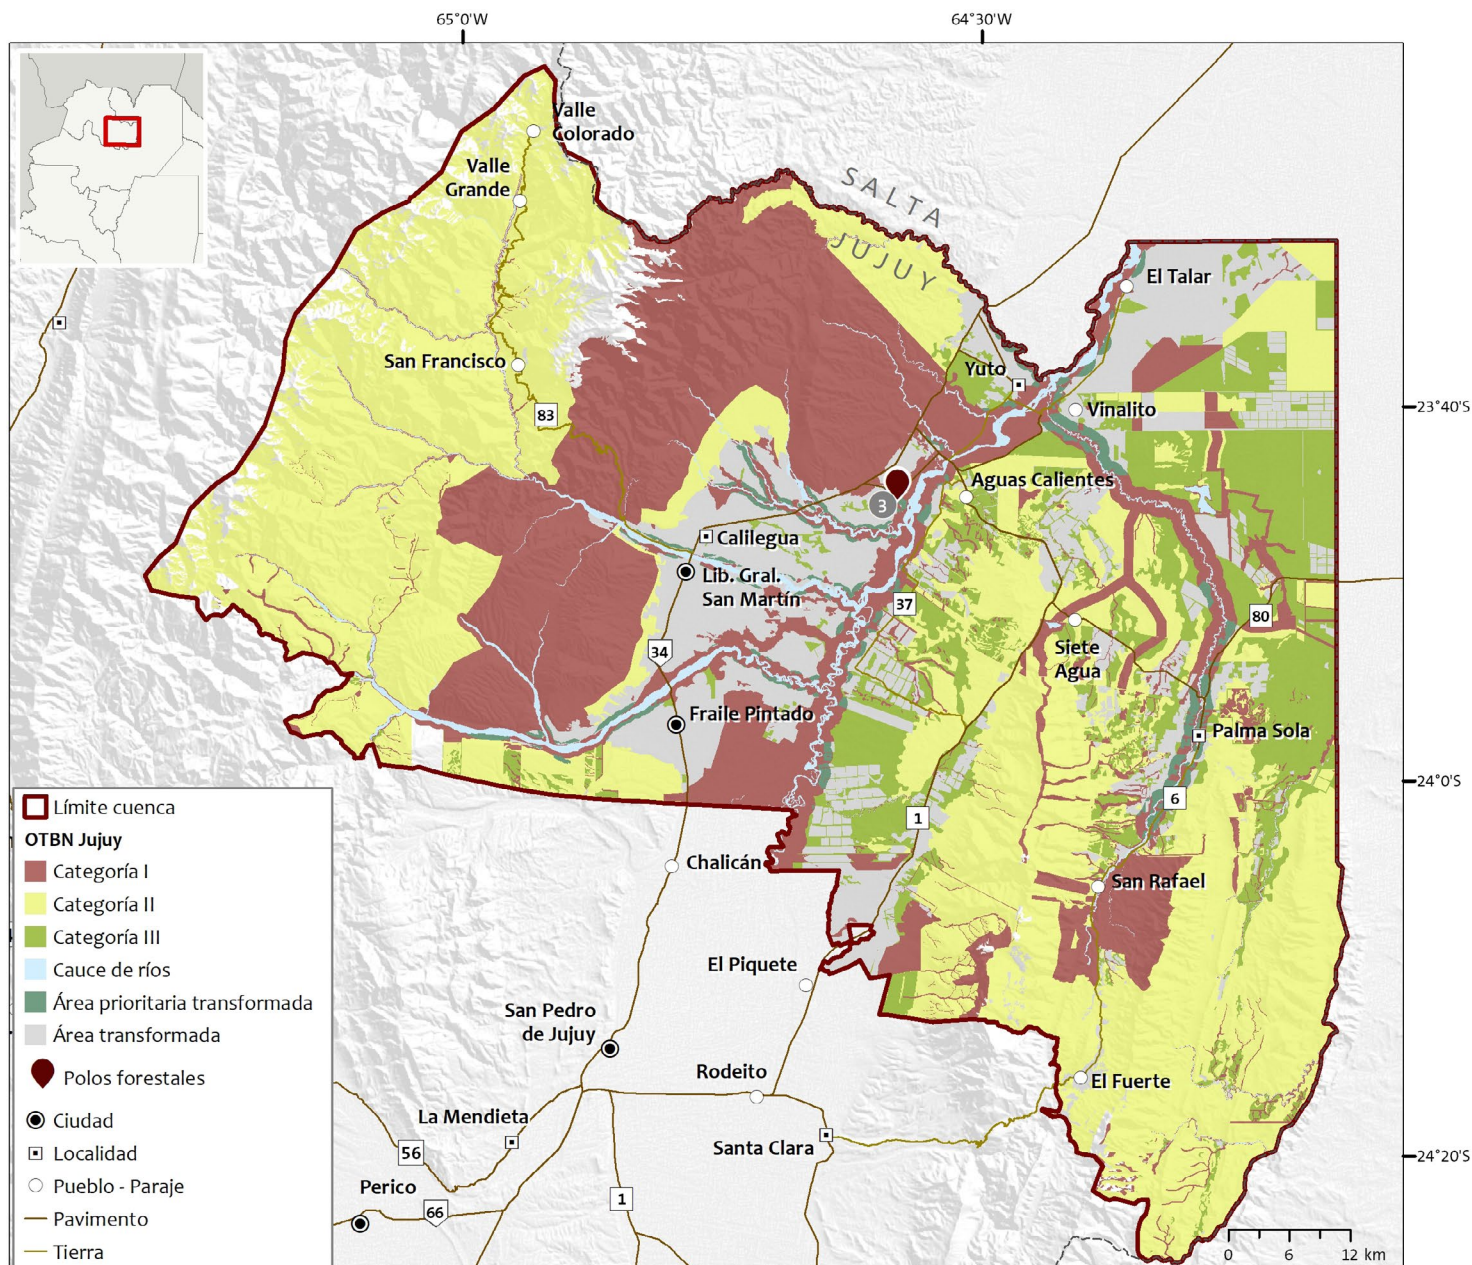 65°0'W
64°30'W
Valle
Colorado
Valle
Grande
SALTA
JUJUY
El Talar
San Francisco
Yuto
83
Vinalito
23°40'S
Aguas Calientes
3
Calilegua
Lib. Gral.
San Martín
37
80
34
Siete
Agua
Fraile Pintado
Palma Sola
24°0'S
6
1
Límite cuenca
OTBN Jujuy
Categoría I
Categoría II
Categoría III
Cauce de ríos
Área prioritaria transformada
Área transformada
Polos forestales
Ciudad
Localidad
Pueblo - Paraje
Pavimento
Tierra
Chalicán
San Rafael
El Piquete
San Pedro
de Jujuy
Rodeito
El Fuerte
La Mendieta
Santa Clara
56
24°20'S
Perico
66
1
0 6 12 km